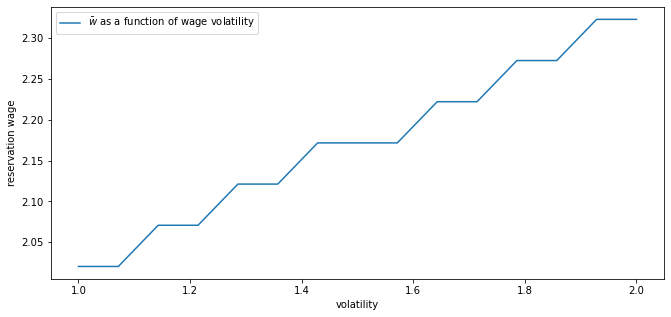 w̄ as a function of wage volatility
2.30
2.25
2.20
2.15
2.10
2.05
reservation wage
1.0 1.2 1.4 1.6 1.8 2.0
volatility